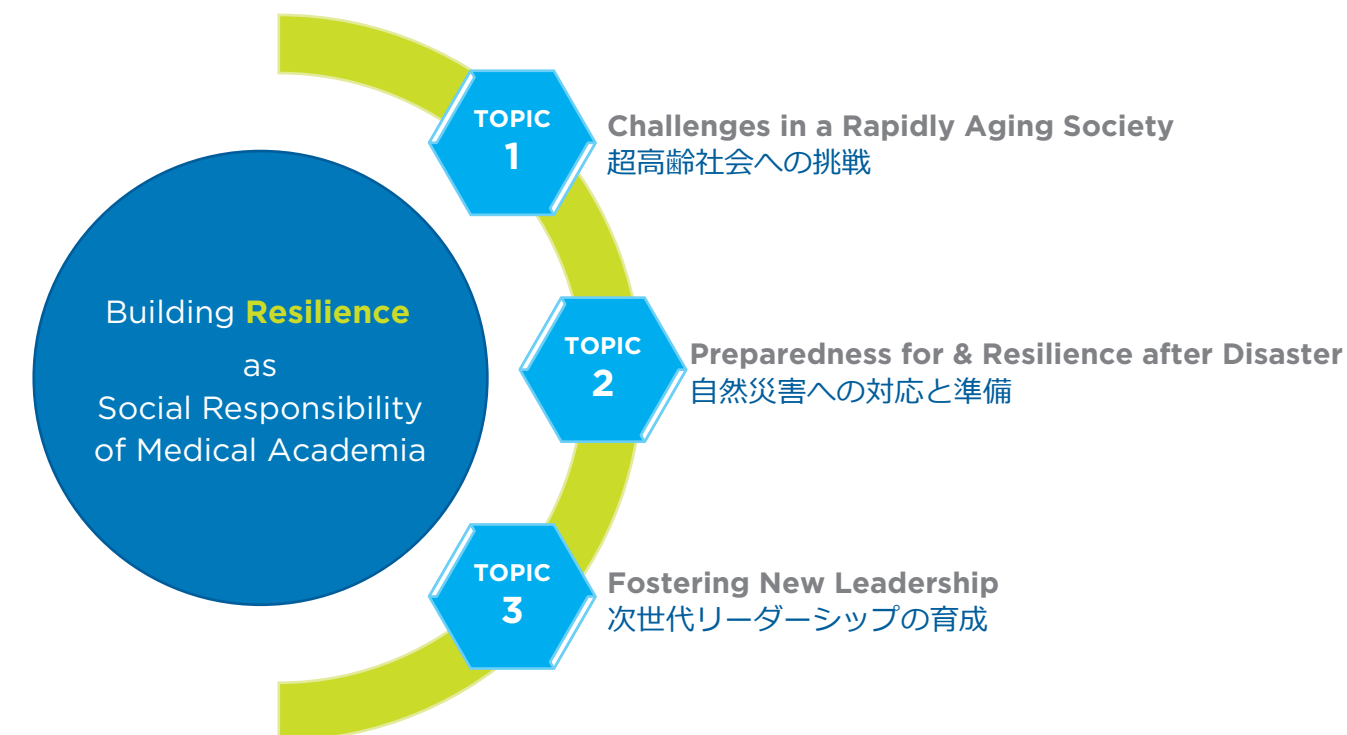 Building Resilience
as
Social Responsibility
of Medical Academia
TOPIC
1
Challenges in a Rapidly Aging Society
超高齢社会への挑戦
TOPIC
2
Preparedness for & Resilience after Disaster
自然災害への対応と準備
TOPIC
3
Fostering New Leadership
次世代リーダーシップの育成